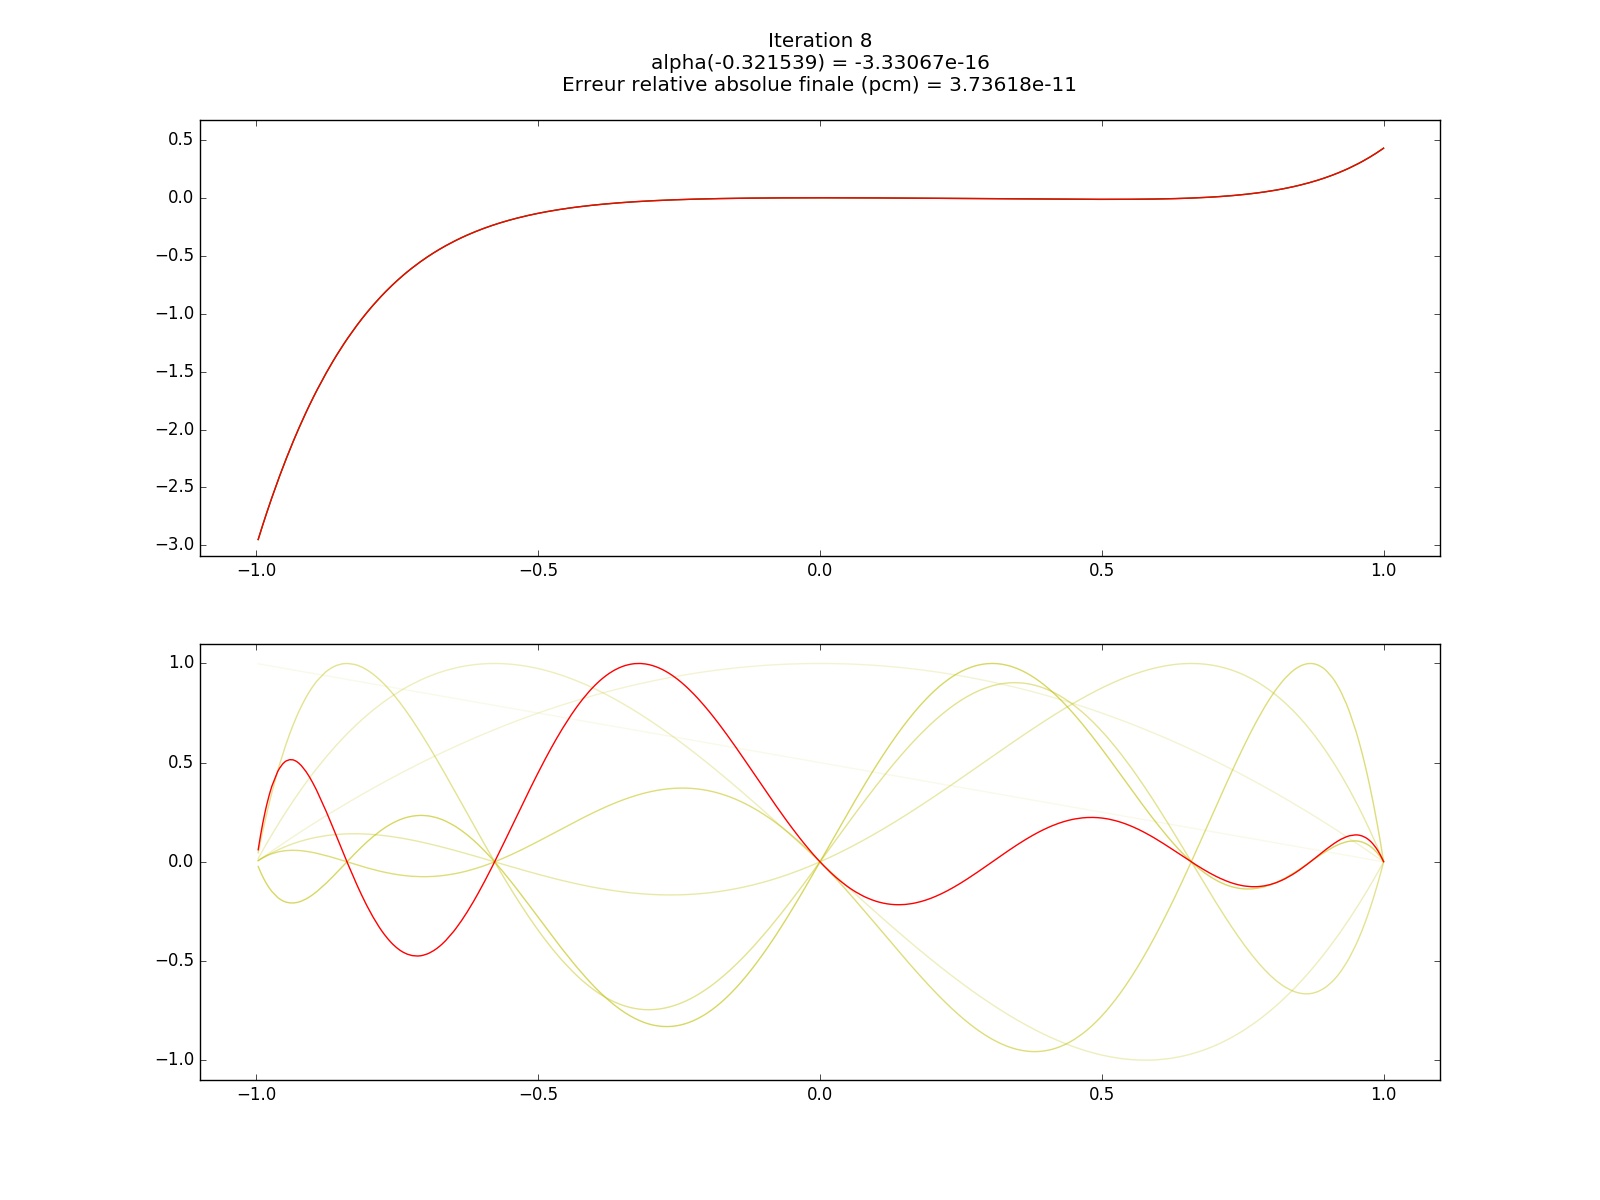 Iteration 8
alpha(-0.321539) = -3.33067e-16
Erreur relative absolue finale (pcm) = 3.73618e-11
0.5
0.0
−0.5
−1.0
−1.5
−2.0
−2.5
−3.0
−1.0 −0.5 0.0 0.5 1.0
1.0
0.5
0.0
−0.5
−1.0
−1.0 −0.5 0.0 0.5 1.0